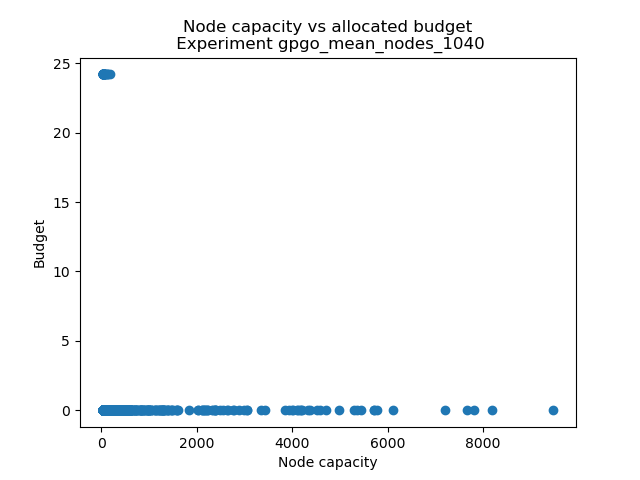 Node capacity vs allocated budget
Experiment gpgo_mean_nodes_1040
25
20
15
10
5
0
Budget
0 2000 4000 6000 8000
Node capacity